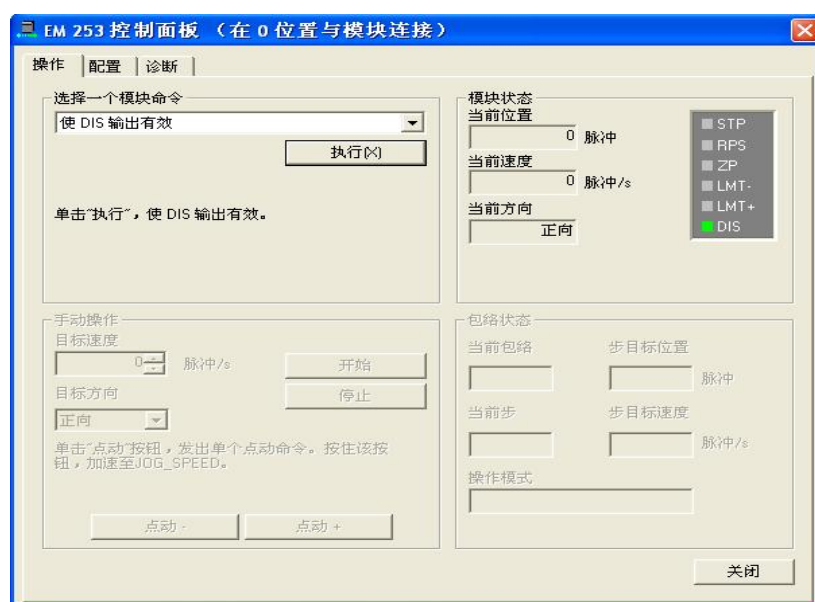 EM 253 控制面板 （在 0 位置与模块连接）
操作
配置
诊断
选择一个模块命令
使 DIS 输出有效
执行(X)
单击"执行"，使 DIS 输出有效。
模块状态
当前位置
0 脉冲
当前速度
0 脉冲/s
当前方向
正向
STP
RPS
ZP
LMT-
LMT+
DIS
手动操作
目标速度
0 脉冲/s
开始
目标方向
停止
正向
单击"点动"按钮，发出单个点动命令。按住该按
钮，加速至JOG_SPEED。
点动 -
点动 +
包络状态
当前包络
步目标位置
脉冲
当前步
步目标速度
脉冲/s
操作模式
关闭